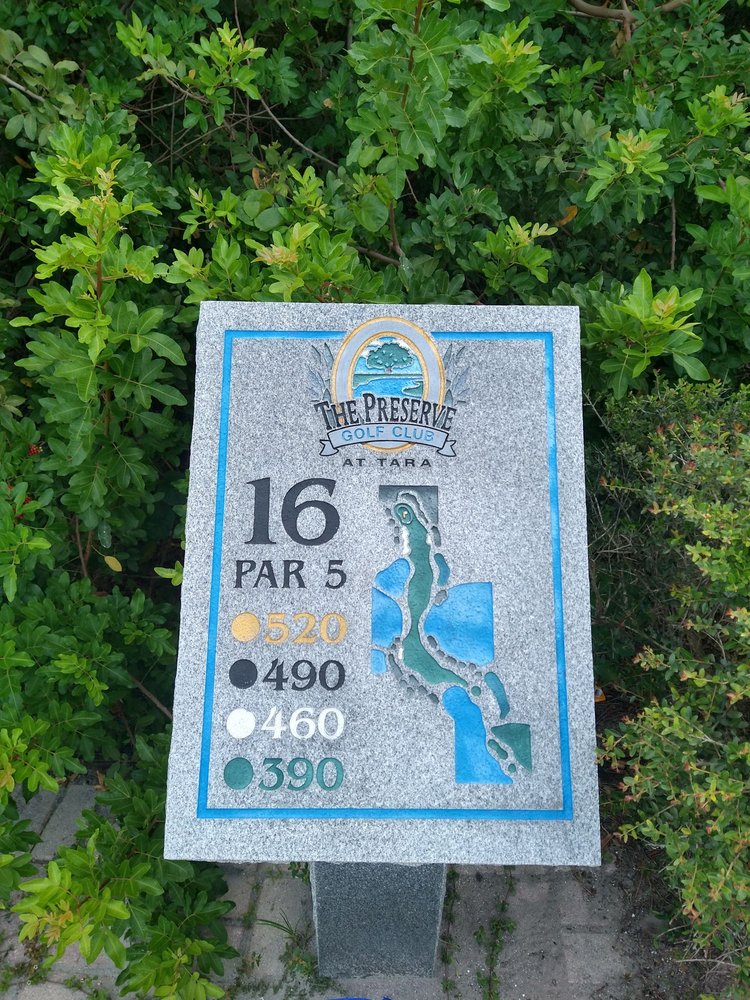 THE PRESERVE
GOLF CLUB
AT TARA
16
PAR 5
520
490
460
390